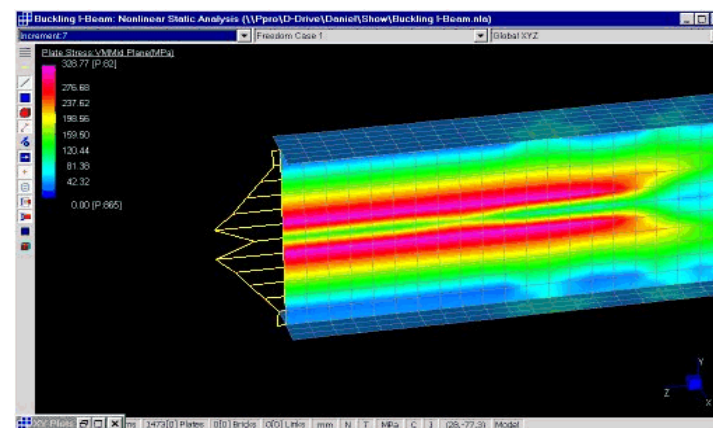 Buckling I-Beam: Nonlinear Static Analysis (\\Ppro\D-Drive\Daniel\Show\Buckling I-Beam.nla)
Increment:7 Freedom Case 1 Global XYZ
Plate Stress:VMMid Plane(MPa)
328.77 [P:62]
276.68
237.62
198.56
159.50
120.44
81.38
42.32
0.00 [P:665]
Y
Z X
XY Plots ms 1473[0] Plates 0[0] Bricks 0[0] Links mm N T MPa C J (28,-77.3) Model